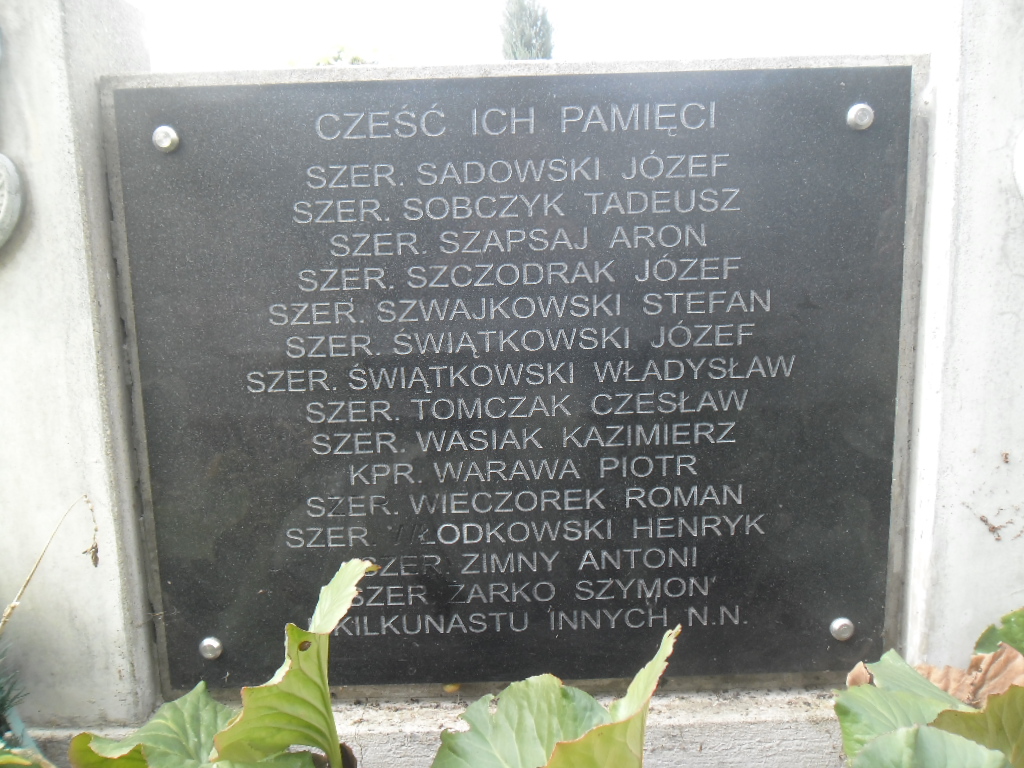 CZEŚĆ ICH PAMIĘCI
SZER. SADOWSKI JÓZEF
SZER. SOBCZYK TADEUSZ
SZER. SZAPSAJ ARON
SZER. SZCZODRAK JÓZEF
SZER. SZWAJKOWSKI STEFAN
SZER. ŚWIĄTKOWSKI JÓZEF
SZER. ŚWIĄTKOWSKI WŁADYSŁAW
SZER. TOMCZAK CZESŁAW
SZER. WASIAK KAZIMIERZ
KPR. WARAWA PIOTR
SZER. WIECZOREK ROMAN
SZER. WŁODKOWSKI HENRYK
SZER. ZIMNY ANTONI
SZER. ŻARKO SZYMON
KILKUNASTU INNYCH N.N.